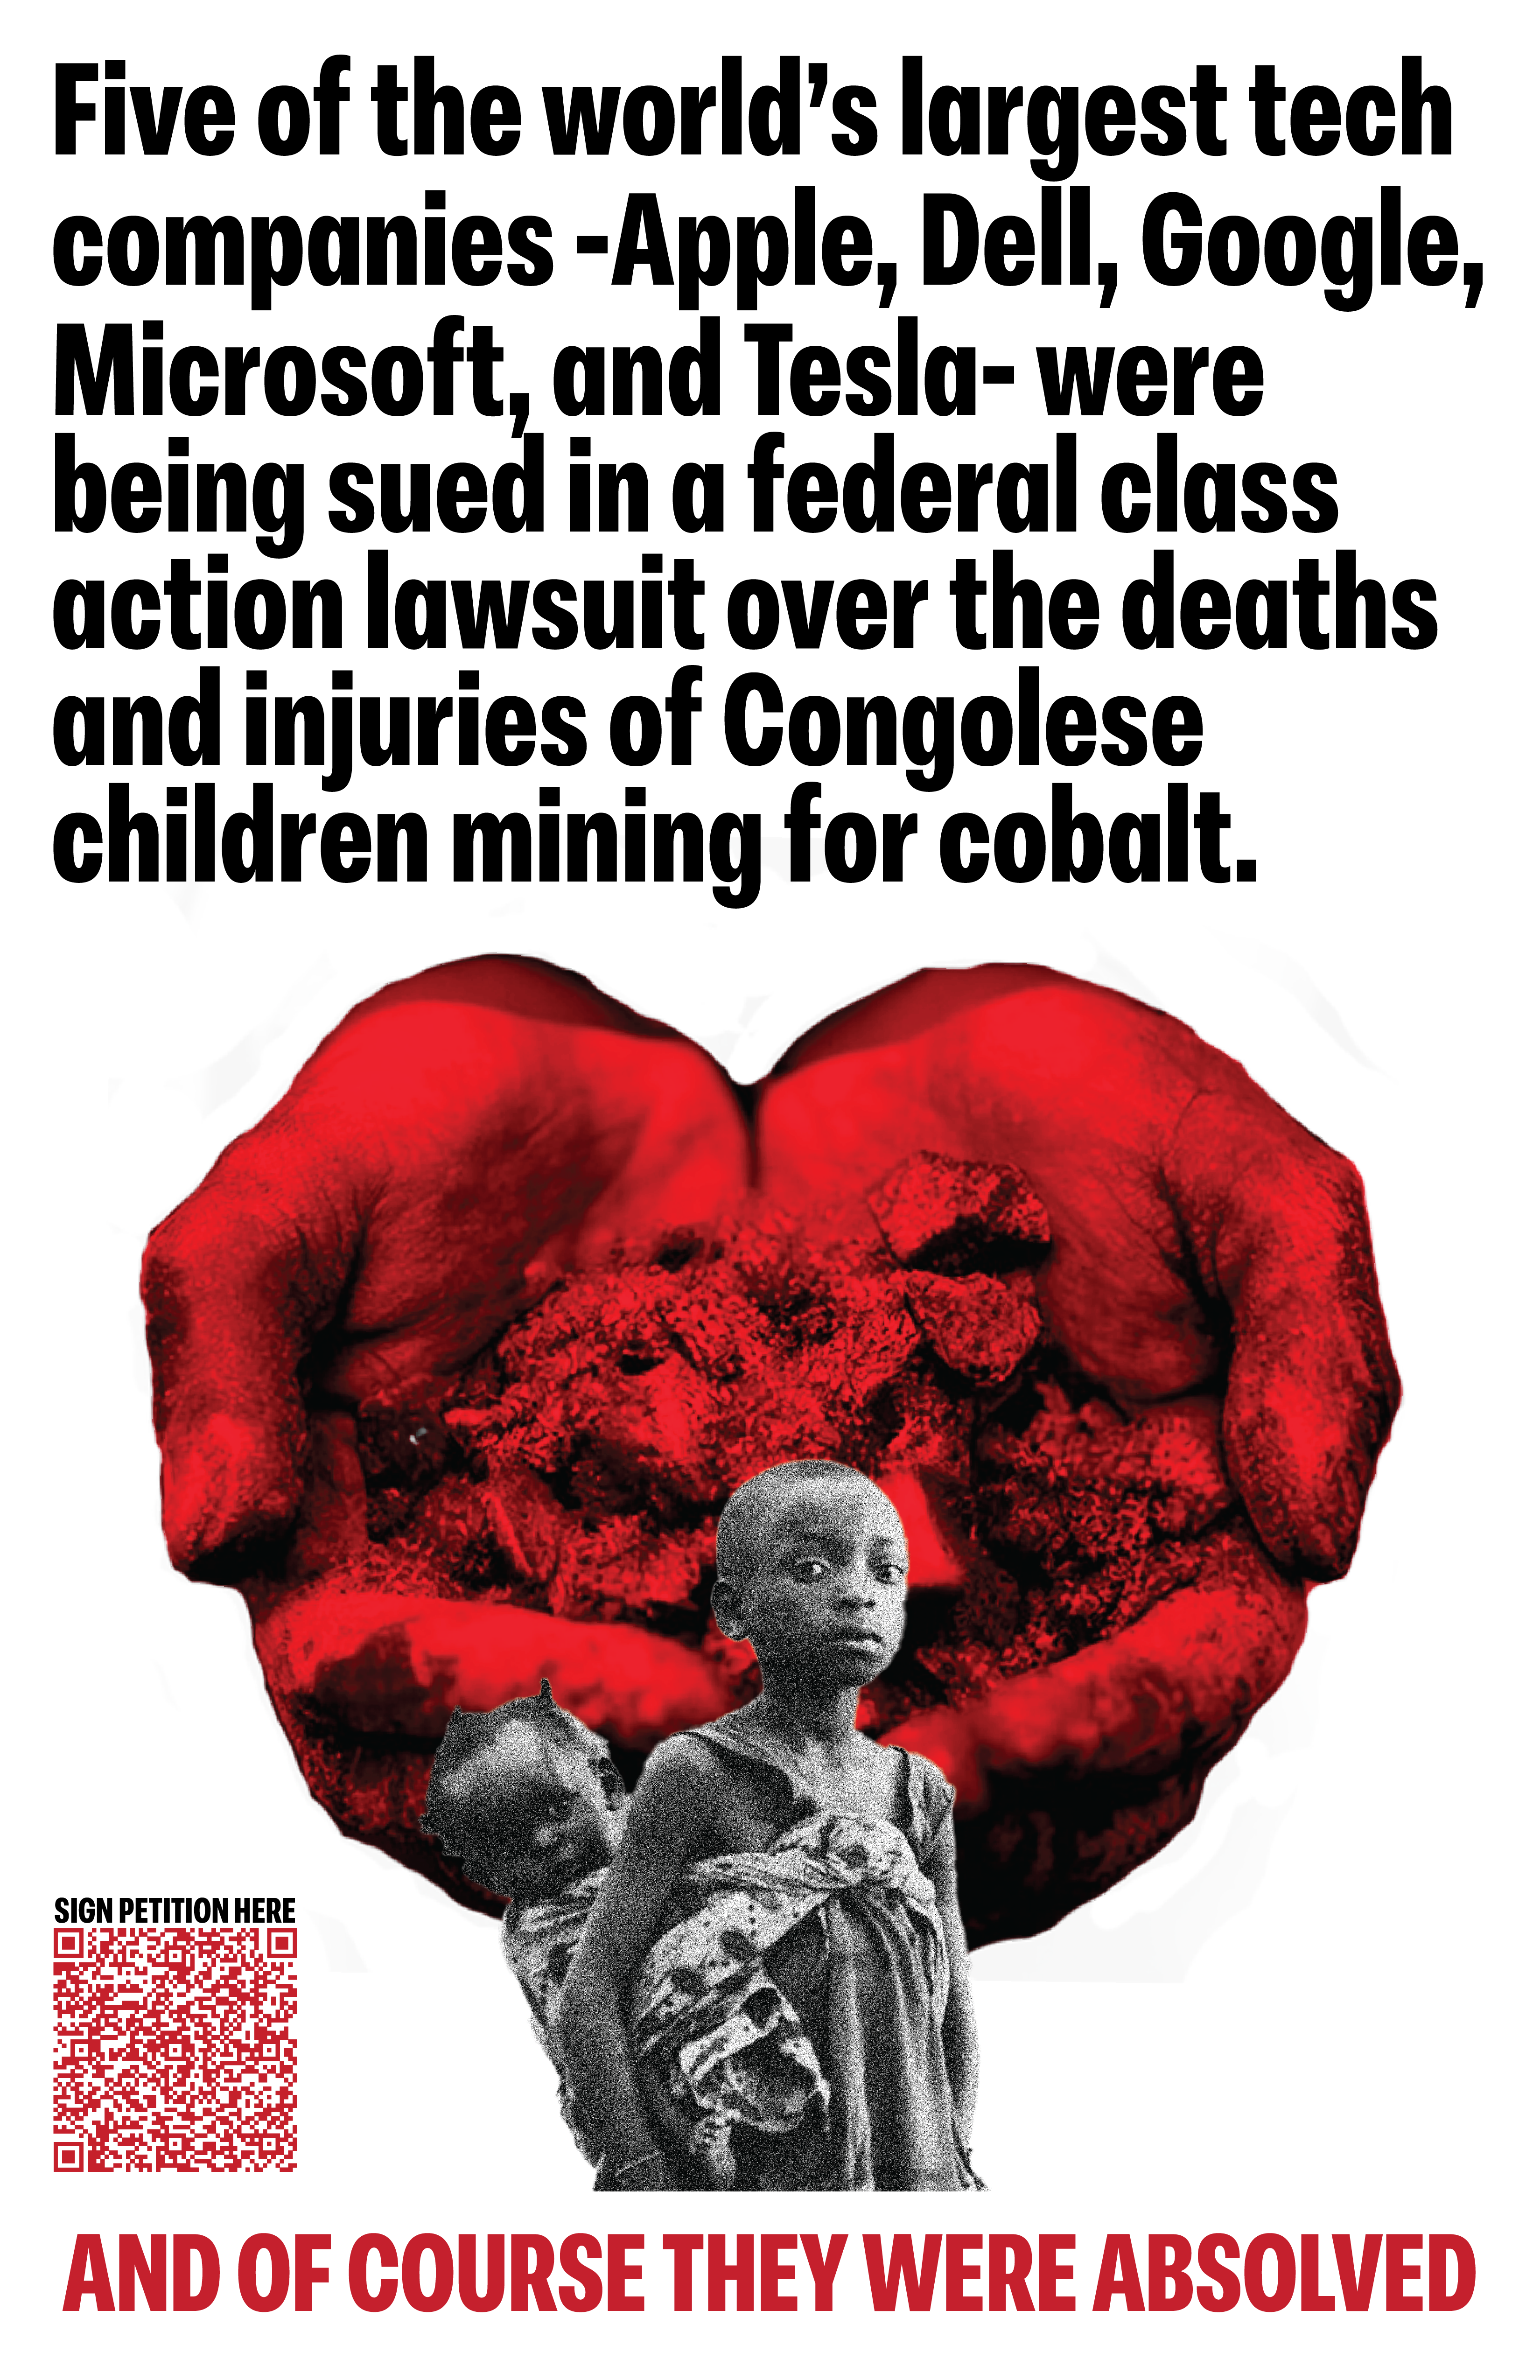 Five of the world’s largest tech
companies -Apple, Dell, Google,
Microsoft, and Tesla- were
being sued in a federal class
action lawsuit over the deaths
and injuries of Congolese
children mining for cobalt.
SIGN PETITION HERE
AND OF COURSE THEY WERE ABSOLVED